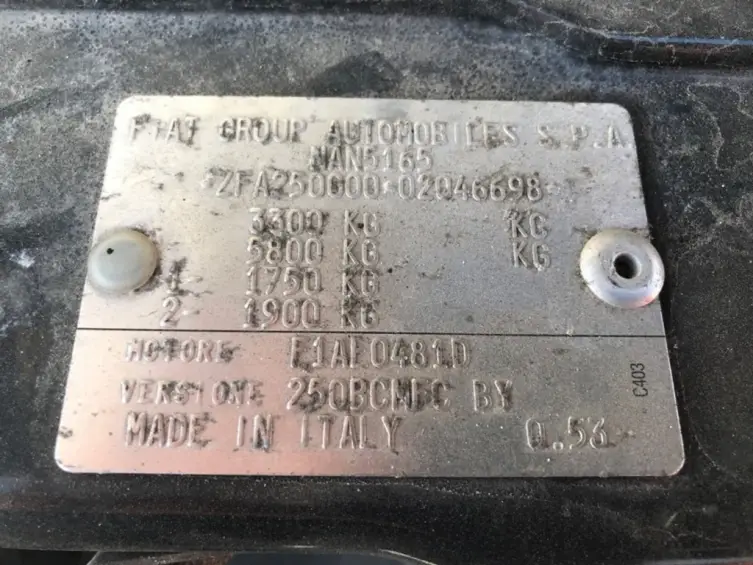 FIAT GROUP AUTOMOBILES S.P.A
NAN5165
ZFA25000002046698
3300 KG KG
5800 KG KG
1 1750 KG
2 1900 KG
MOTORE F1AE0481D
VERSIONE 250BCMFC BY
MADE IN ITALY 0.56
C403